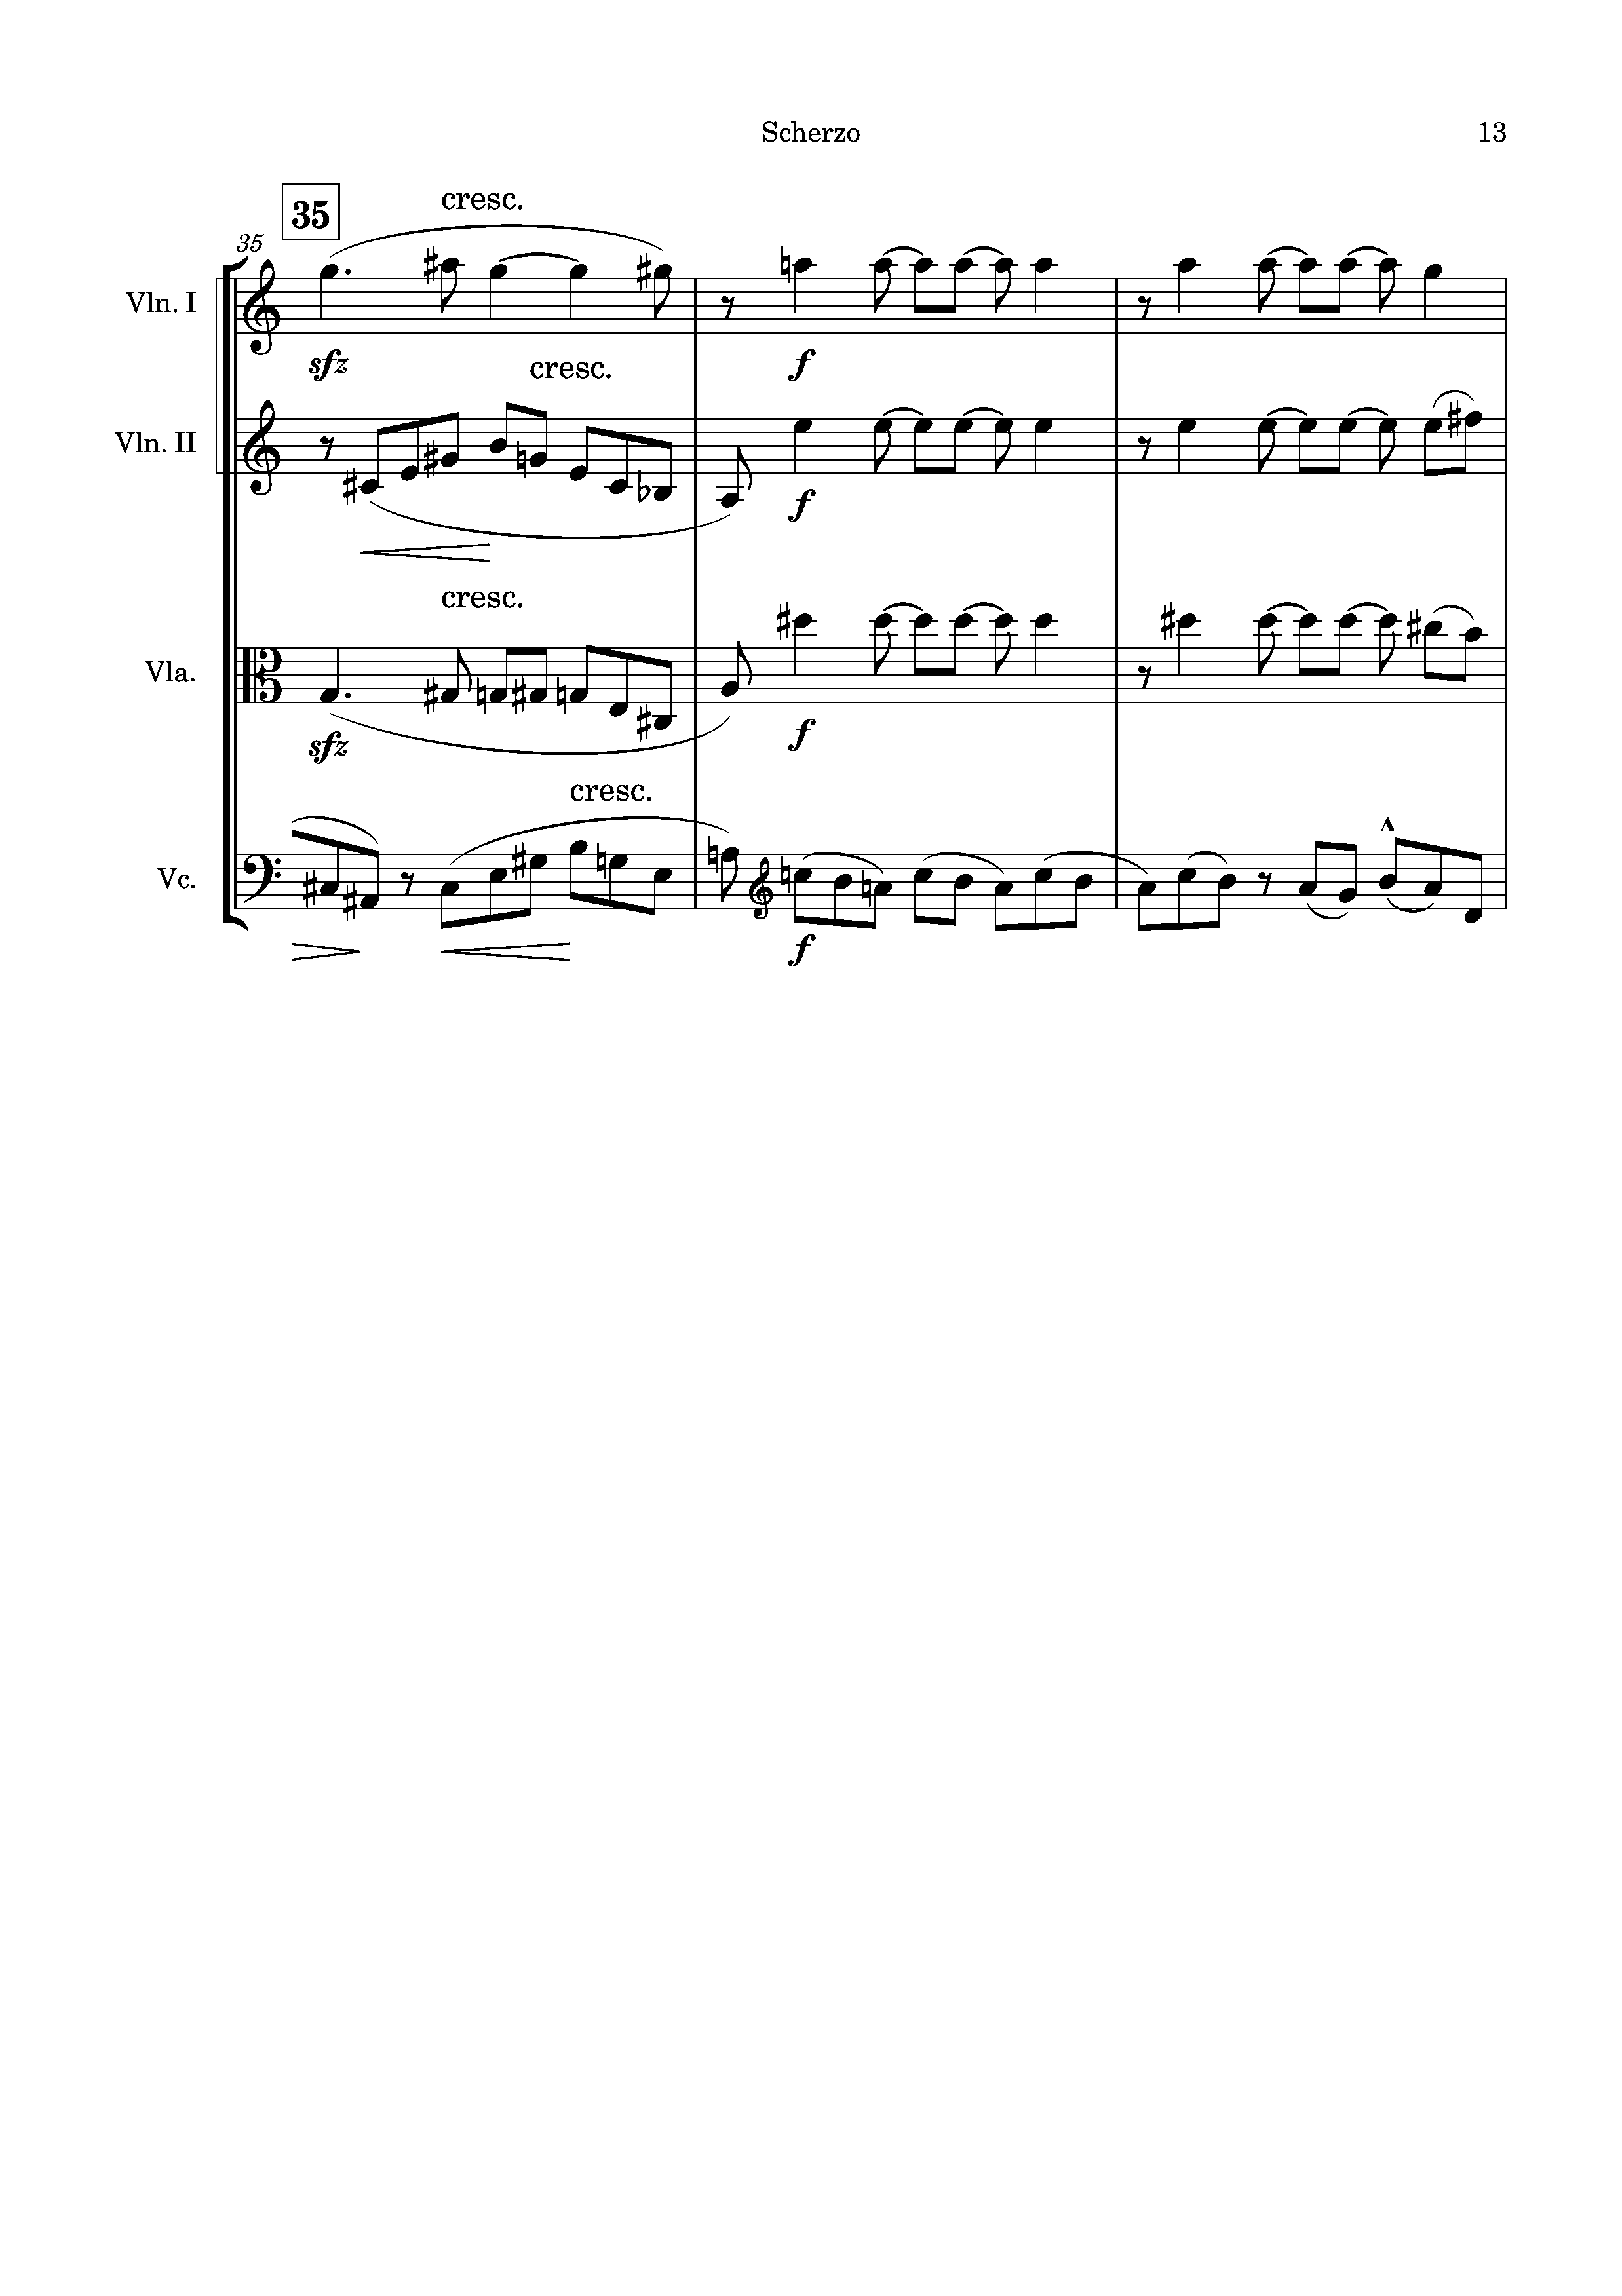 Scherzo 13
35
cresc.
35
Vln. I
sfz f
cresc.
Vln. II
f
cresc.
Vla.
sfz f
cresc.
Vc.
f